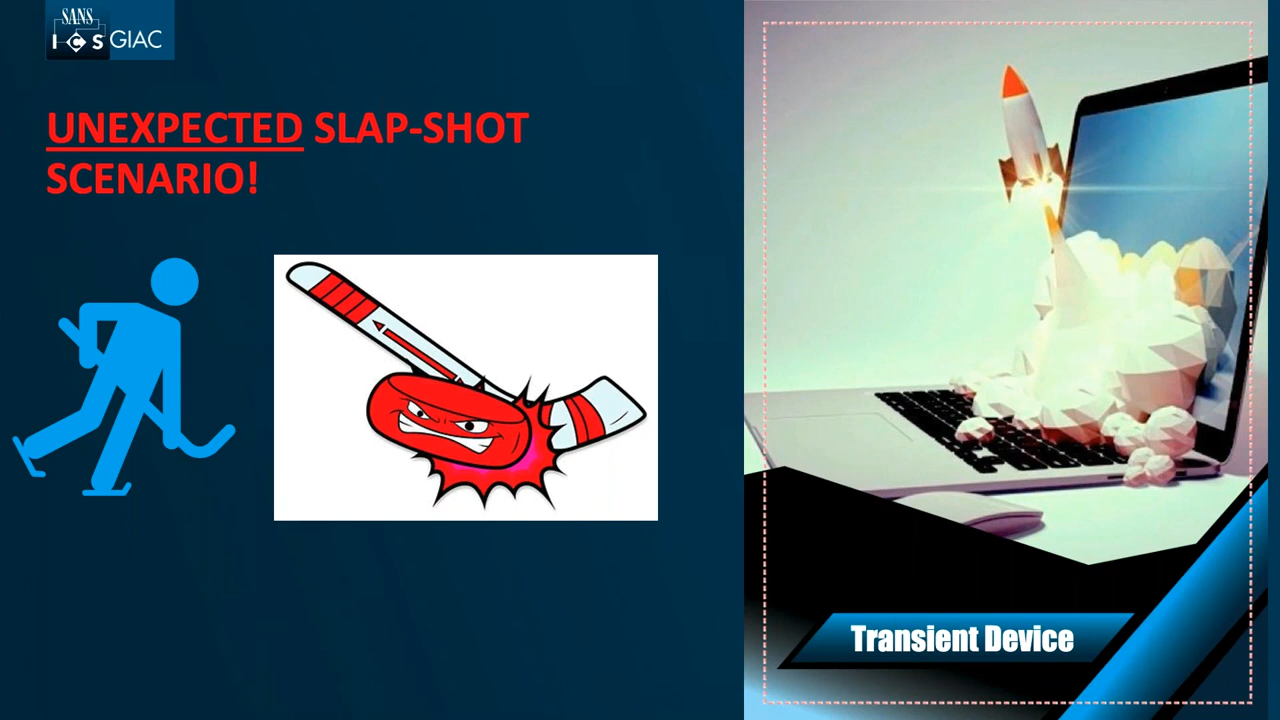 SANS
ICS GIAC
UNEXPECTED SLAP-SHOT
SCENARIO!
Transient Device